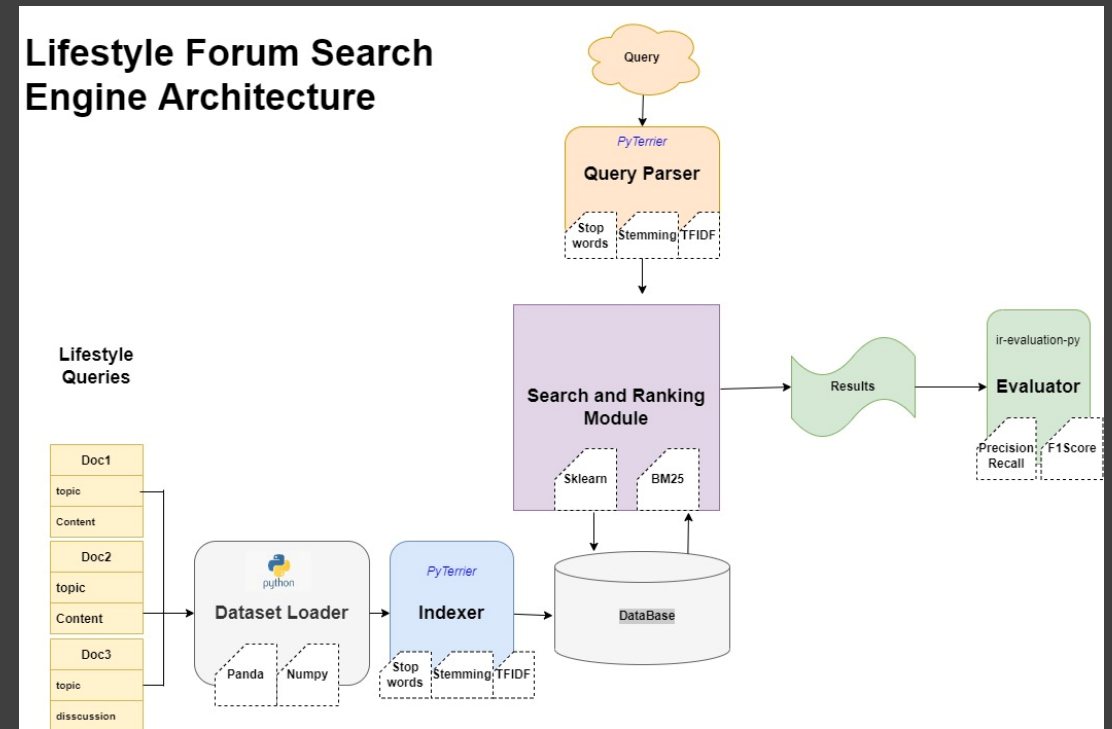 Lifestyle Forum Search
Engine Architecture
Query
PyTerrier
Query Parser
Stop
words
Stemming
TFIDF
Search and Ranking
Module
Sklearn
BM25
Results
ir-evaluation-py
Evaluator
Precision
Recall
F1Score
Lifestyle
Queries
Doc1
topic
Content
Doc2
topic
Content
Doc3
topic
disscussion
python
Dataset Loader
Panda
Numpy
PyTerrier
Indexer
Stop
words
Stemming
TFIDF
DataBase